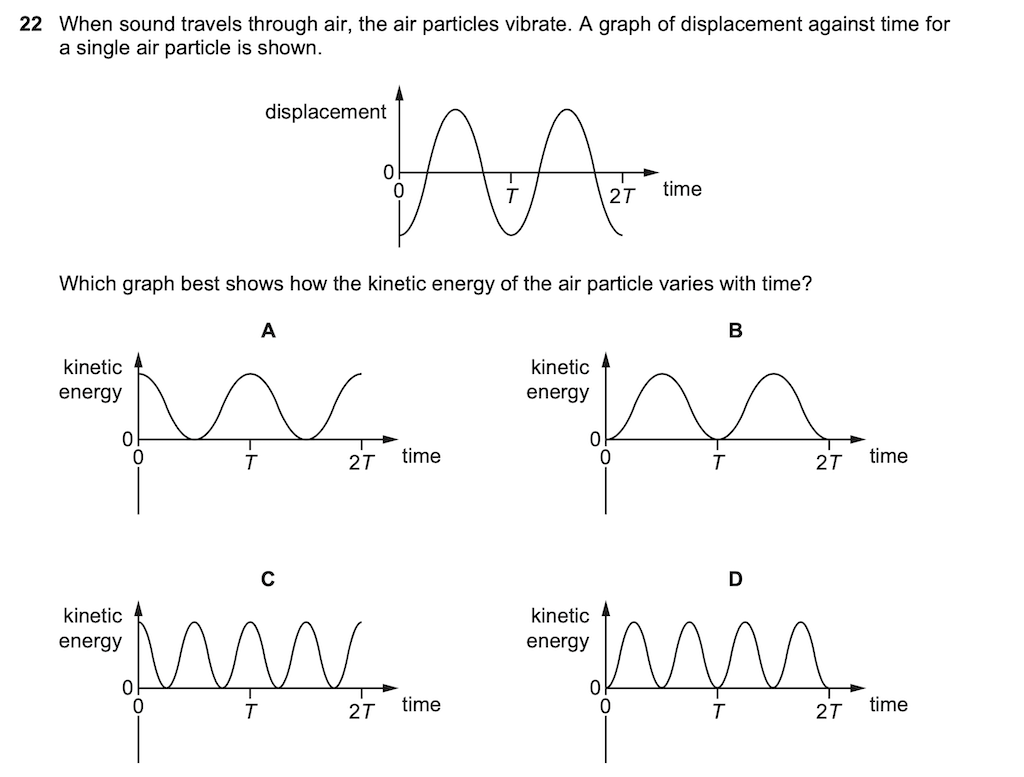 22 When sound travels through air, the air particles vibrate. A graph of displacement against time for
a single air particle is shown.
displacement
0
0
T
2T
time
Which graph best shows how the kinetic energy of the air particle varies with time?
A
kinetic
energy
0
0
T
2T
time
B
kinetic
energy
0
0
T
2T
time
C
kinetic
energy
0
0
T
2T
time
D
kinetic
energy
0
0
T
2T
time